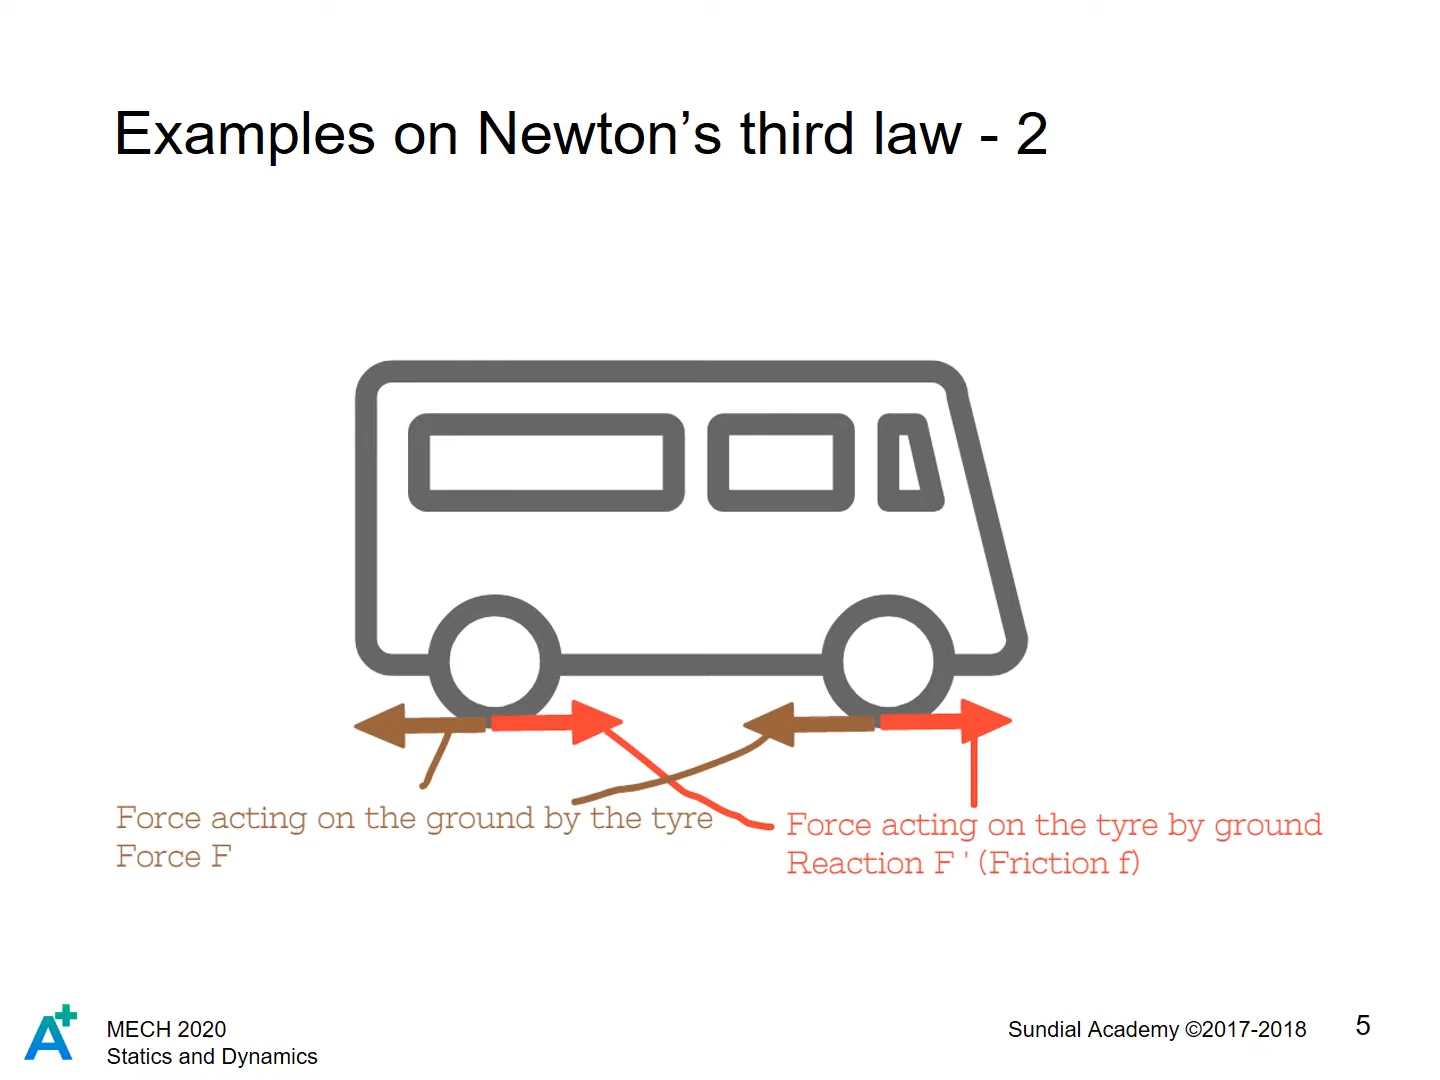 Examples on Newton’s third law - 2
Force acting on the ground by the tyre
Force F
Force acting on the tyre by ground
Reaction F ' (Friction f)
A+
MECH 2020
Statics and Dynamics
Sundial Academy ©2017-2018
5